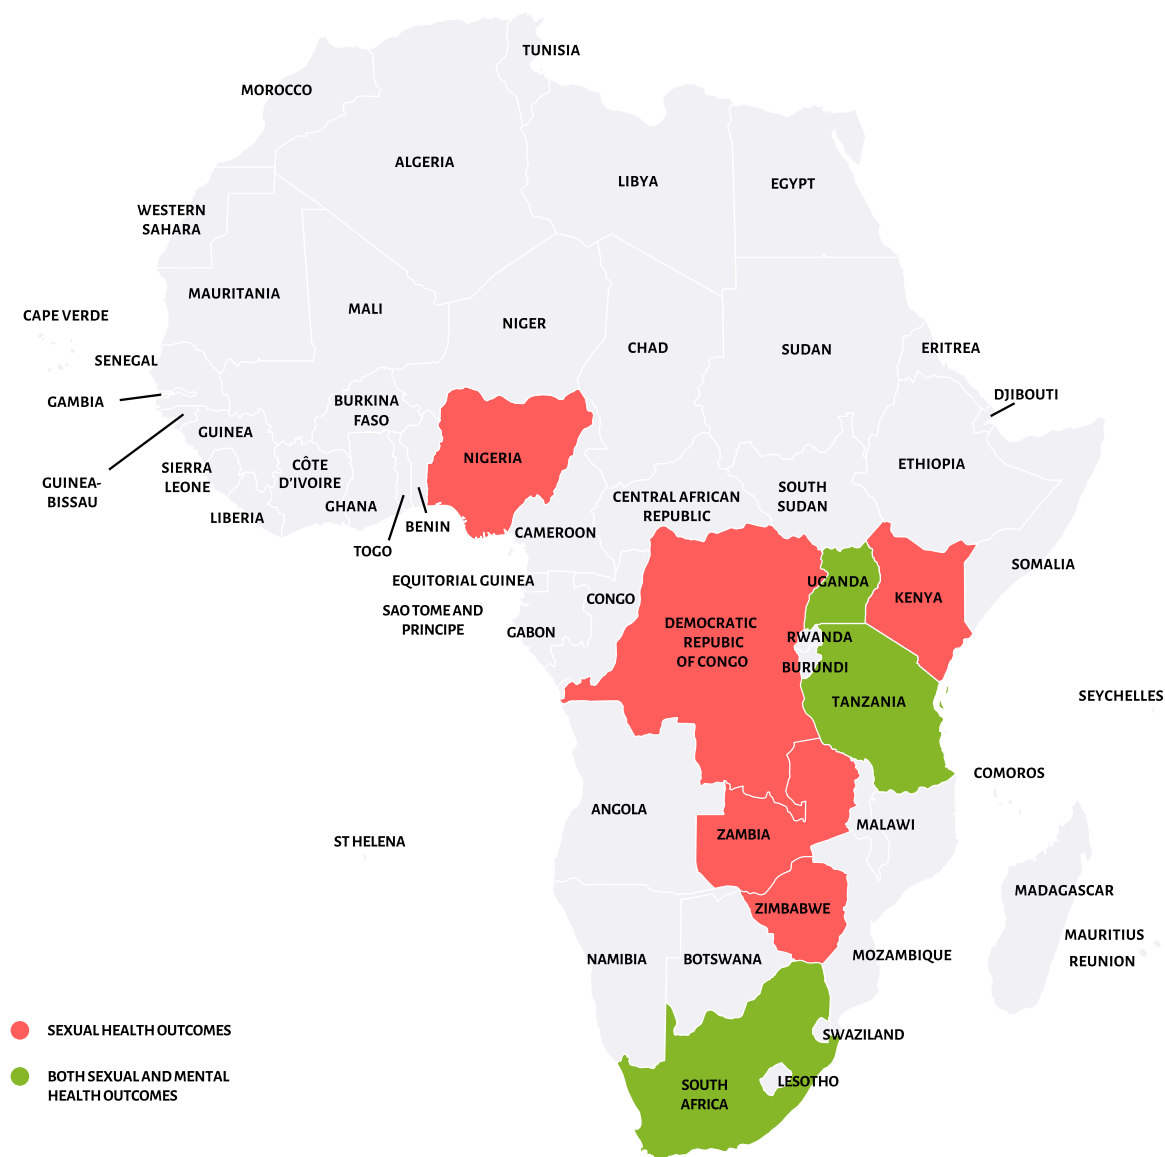 TUNISIA
MOROCCO
ALGERIA
LIBYA
EGYPT
WESTERN
SAHARA
MAURITANIA
MALI
NIGER
CHAD
SUDAN
ERITREA
CAPE VERDE
SENEGAL
GAMBIA
DJIBOUTI
BURKINA
FASO
GUINEA
NIGERIA
ETHIOPIA
SIERRA
LEONE
CÔTE
D'IVOIRE
GUINEA-
BISSAU
GHANA
CENTRAL AFRICAN
REPUBLIC
SOUTH
SUDAN
LIBERIA
BENIN
TOGO
CAMEROON
SOMALIA
EQUITORIAL GUINEA
UGANDA
CONGO
KENYA
SAO TOME AND
PRINCIPE
GABON
DEMOCRATIC
REPUBIC
OF CONGO
RWANDA
BURUNDI
TANZANIA
SEYCHELLES
COMOROS
ANGOLA
ZAMBIA
MALAWI
ST HELENA
MADAGASCAR
ZIMBABWE
MAURITIUS
REUNION
NAMIBIA
BOTSWANA
MOZAMBIQUE
SWAZILAND
LESOTHO
SOUTH
AFRICA
SEXUAL HEALTH OUTCOMES
BOTH SEXUAL AND MENTAL
HEALTH OUTCOMES